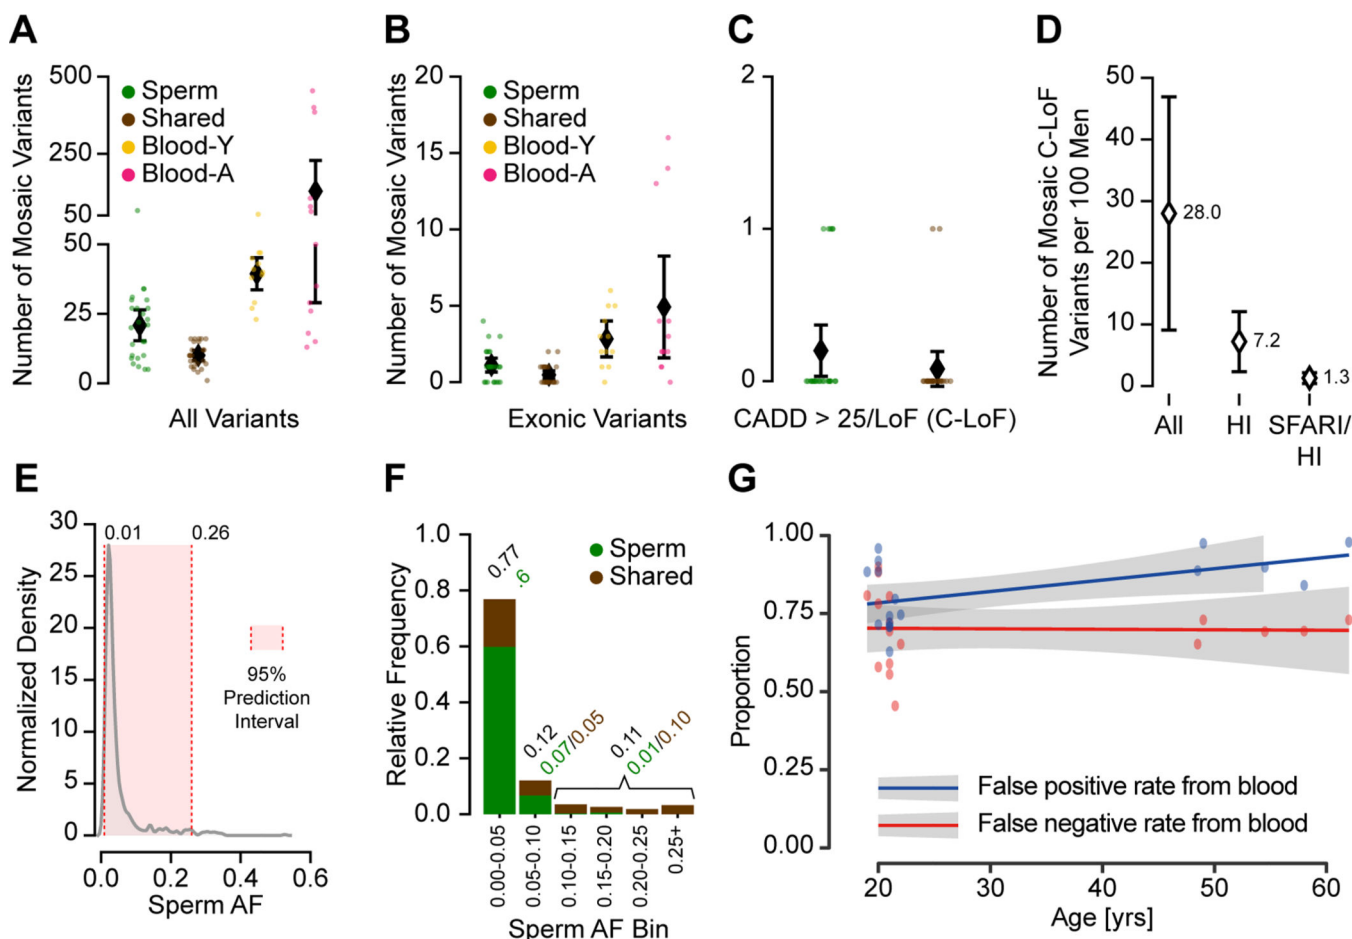 A
Number of Mosaic Variants
500
250
50
50
25
0
Sperm
Shared
Blood-Y
Blood-A
All Variants
B
Number of Mosaic Variants
20
15
10
5
0
Sperm
Shared
Blood-Y
Blood-A
Exonic Variants
C
2
1
0
CADD > 25/LoF (C-LoF)
D
Number of Mosaic C-LoF
Variants per 100 Men
50
40
30
20
10
0
28.0
7.2
1.3
All
HI
SFARI/
HI
E
Normalized Density
30
25
20
15
10
5
0
0.01
0.26
95%
Prediction
Interval
0.0
0.2
0.4
0.6
Sperm AF
F
Relative Frequency
1.0
0.8
0.6
0.4
0.2
0.0
Sperm
Shared
0.77
.6
0.12
0.07/0.05
0.11
0.01/0.10
0.00-0.05
0.05-0.10
0.10-0.15
0.15-0.20
0.20-0.25
0.25+
Sperm AF Bin
G
Proportion
1.00
0.75
0.50
0.25
0.00
False positive rate from blood
False negative rate from blood
20
30
40
50
60
Age [yrs]